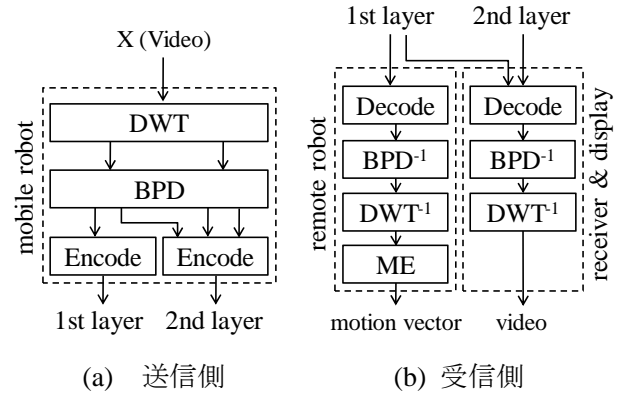 X (Video)
mobile robot
DWT
BPD
Encode Encode
1st layer 2nd layer
(a) 送信側
1st layer 2nd layer
remote robot
Decode Decode
BPD-1 BPD-1
DWT-1 DWT-1
ME
receiver & display
motion vector video
(b) 受信側